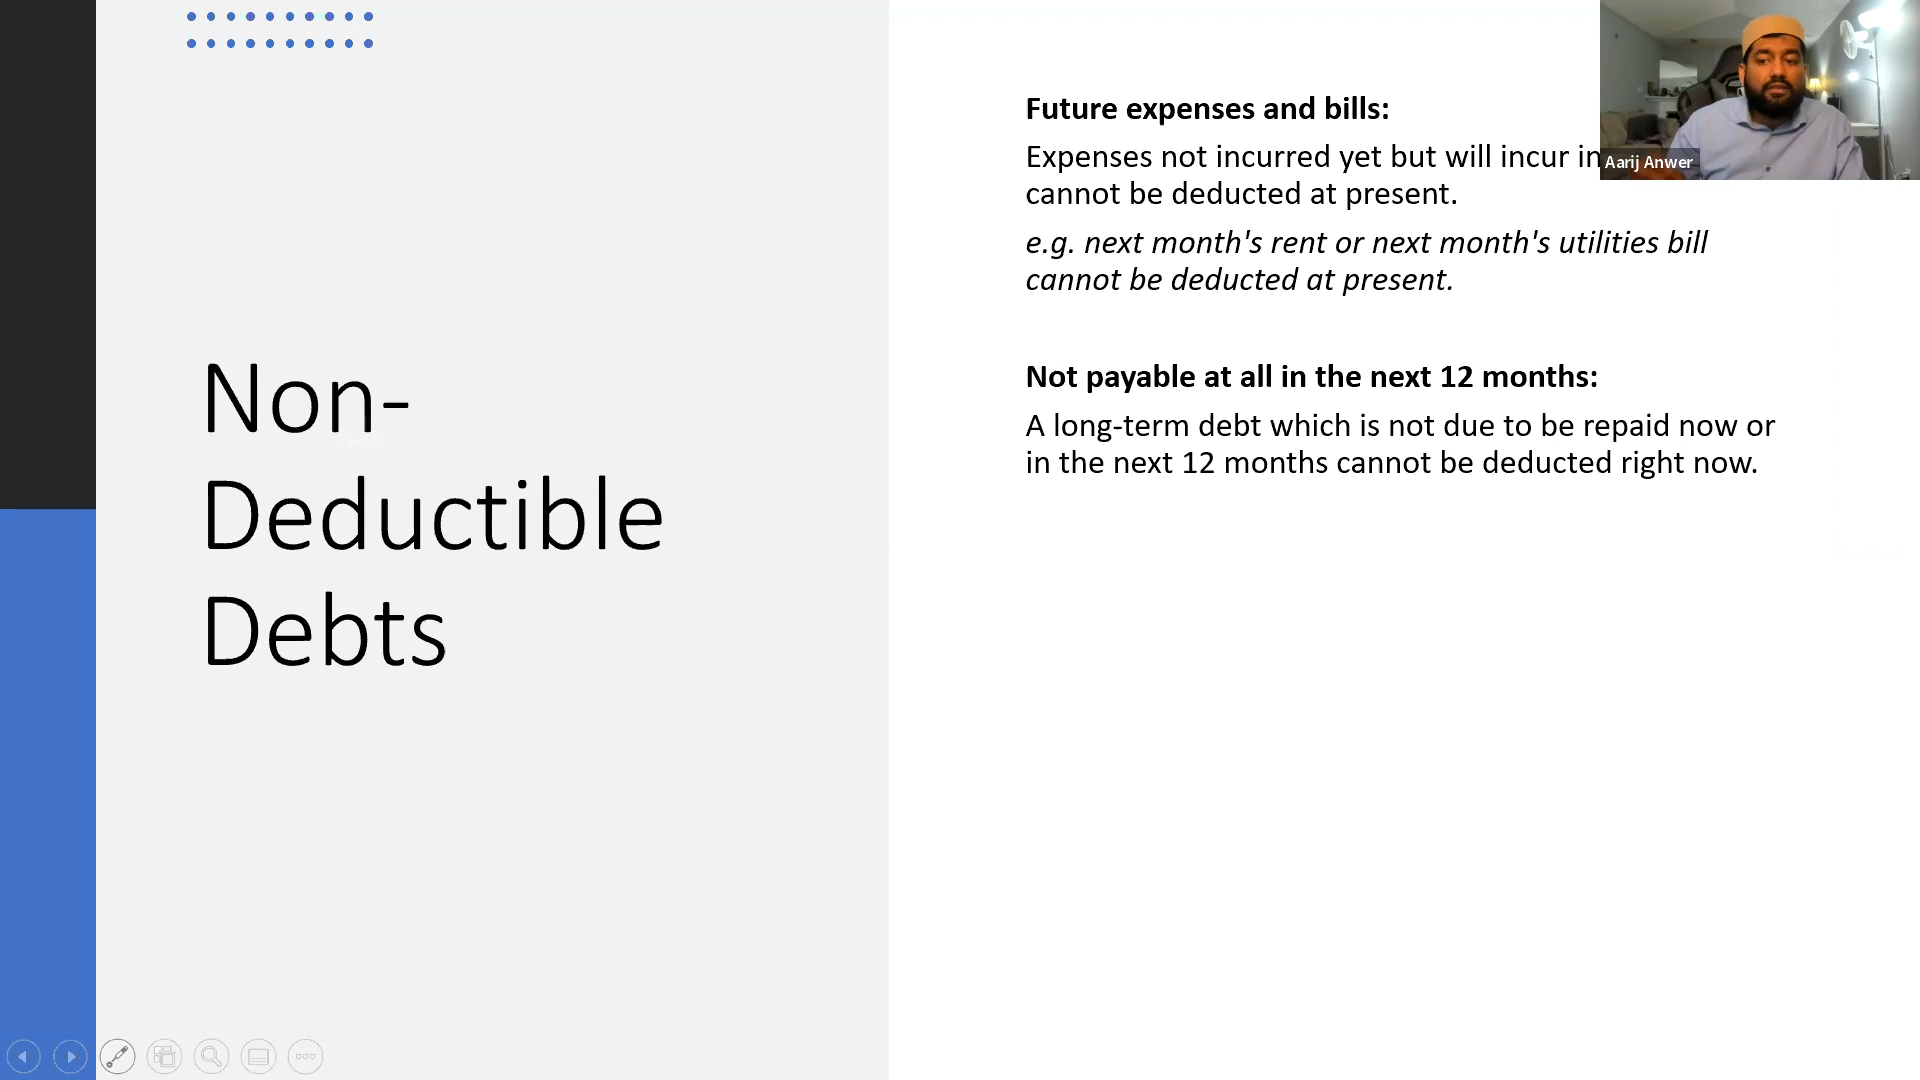 Non-
Deductible
Debts
Future expenses and bills:
Expenses not incurred yet but will incur in
cannot be deducted at present.
e.g. next month's rent or next month's utilities bill
cannot be deducted at present.
Not payable at all in the next 12 months:
A long-term debt which is not due to be repaid now or
in the next 12 months cannot be deducted right now.
Aarij Anwer